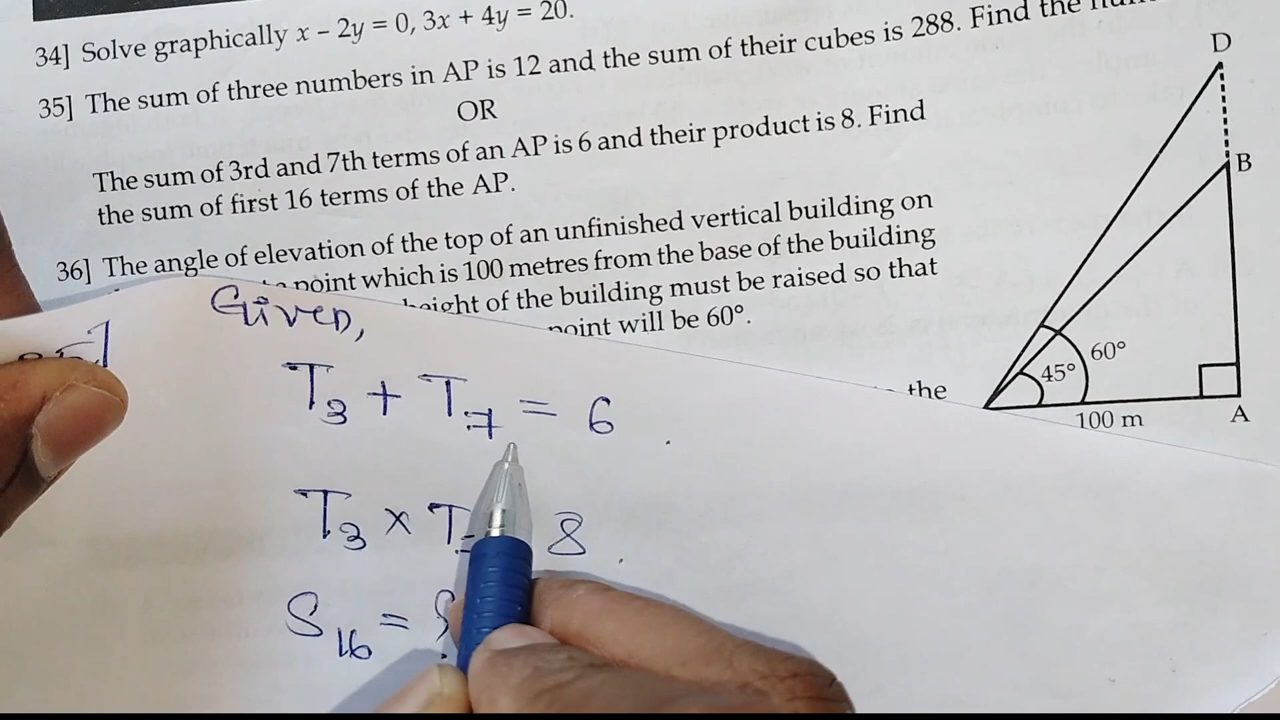 34] Solve graphically x – 2y = 0, 3x + 4y = 20.
35] The sum of three numbers in AP is 12 and the sum of their cubes is 288. Find the
OR
The sum of 3rd and 7th terms of an AP is 6 and their product is 8. Find
the sum of first 16 terms of the AP.
36] The angle of elevation of the top of an unfinished vertical building on
point which is 100 metres from the base of the building
height of the building must be raised so that
point will be 60°.
the
D
B
60°
45°
100 m
A
Given,
T3 + T7 = 6
T3 × T 8
S16 = ?